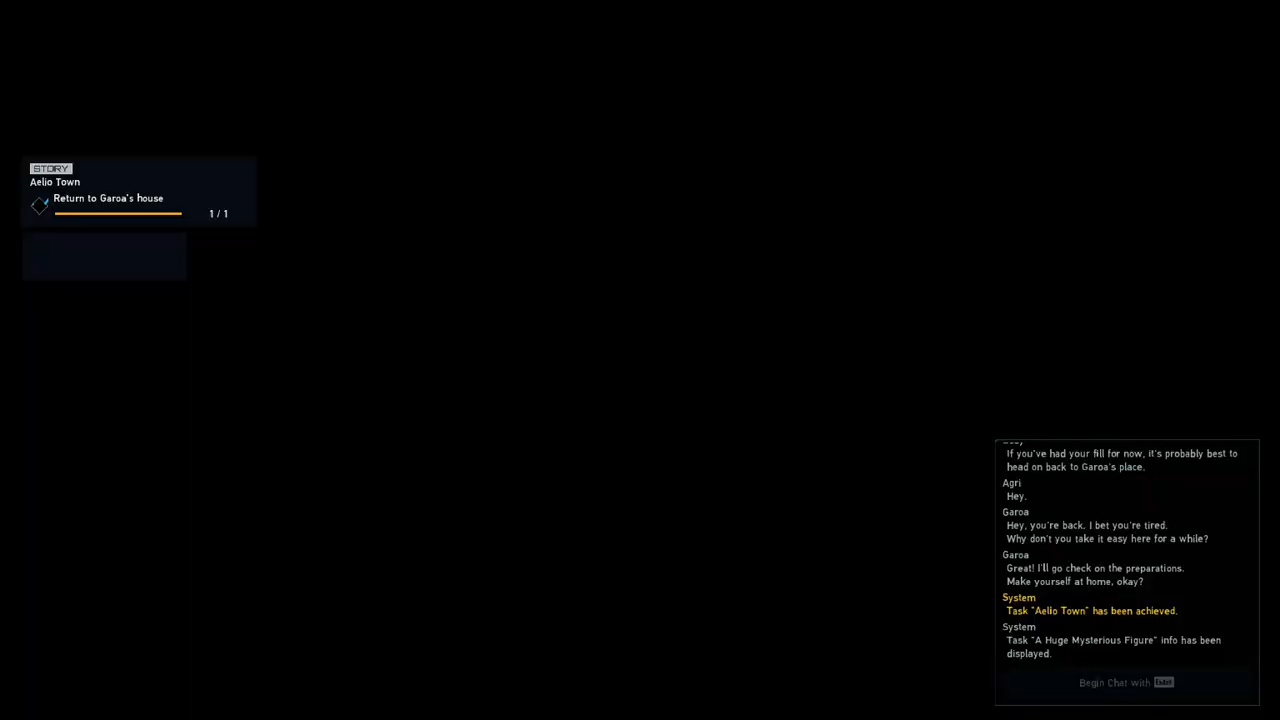 STORY
Aelio Town
Return to Garoa's house
1 / 1
If you've had your fill for now, it's probably best to
head on back to Garoa's place.
Agri
Hey.
Garoa
Hey, you're back. I bet you're tired.
Why don't you take it easy here for a while?
Garoa
Great! I'll go check on the preparations.
Make yourself at home, okay?
System
Task "Aelio Town" has been achieved.
System
Task "A Huge Mysterious Figure" info has been
displayed.
Begin Chat with Enter